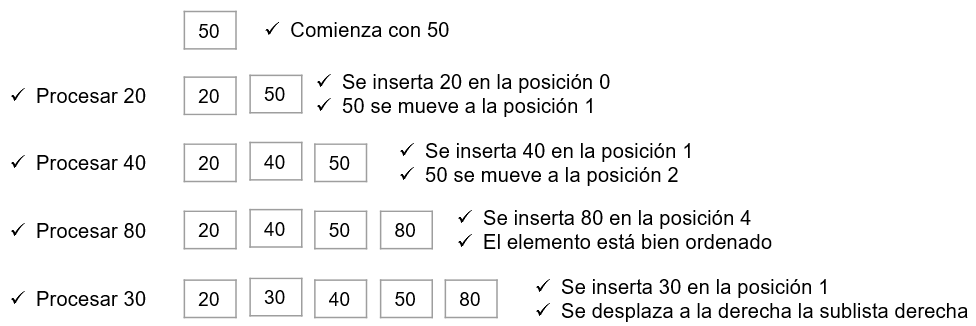 50 ✓ Comienza con 50
✓ Procesar 20 20 50 ✓ Se inserta 20 en la posición 0
✓ 50 se mueve a la posición 1
✓ Procesar 40 20 40 50 ✓ Se inserta 40 en la posición 1
✓ 50 se mueve a la posición 2
✓ Procesar 80 20 40 50 80 ✓ Se inserta 80 en la posición 4
✓ El elemento está bien ordenado
✓ Procesar 30 20 30 40 50 80 ✓ Se inserta 30 en la posición 1
✓ Se desplaza a la derecha la sublista derecha